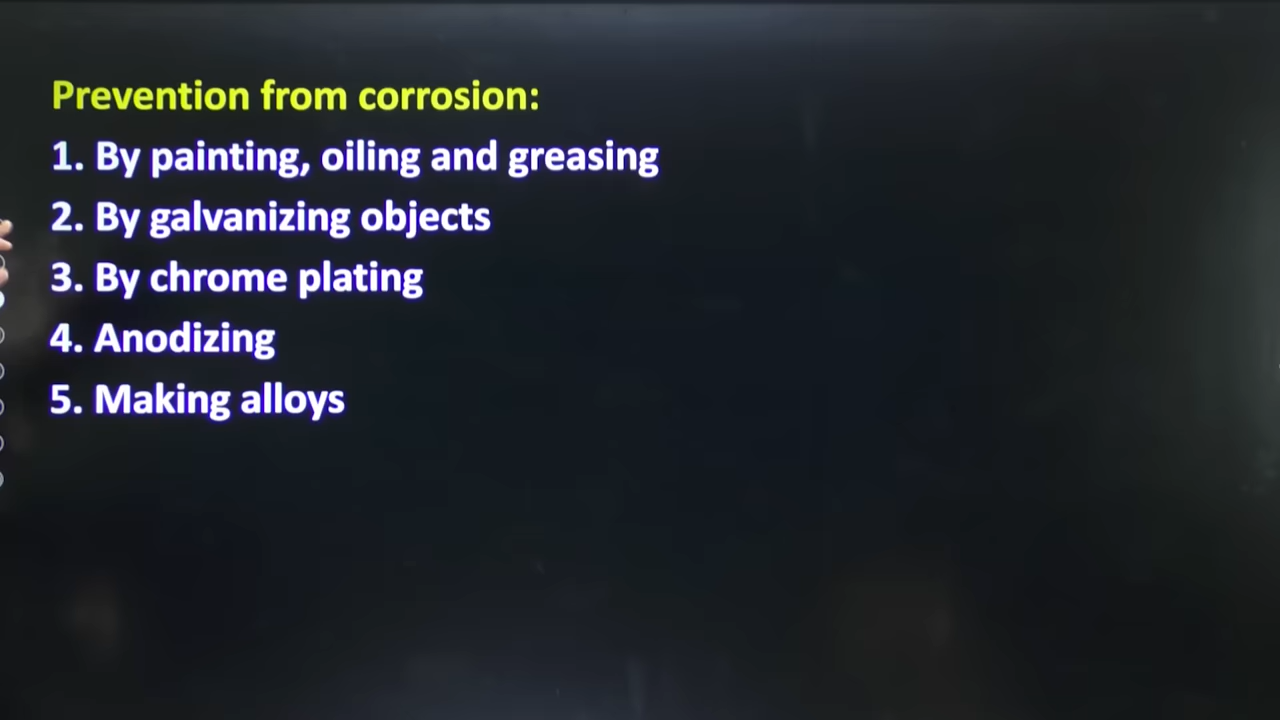 Prevention from corrosion:
1. By painting, oiling and greasing
2. By galvanizing objects
3. By chrome plating
4. Anodizing
5. Making alloys